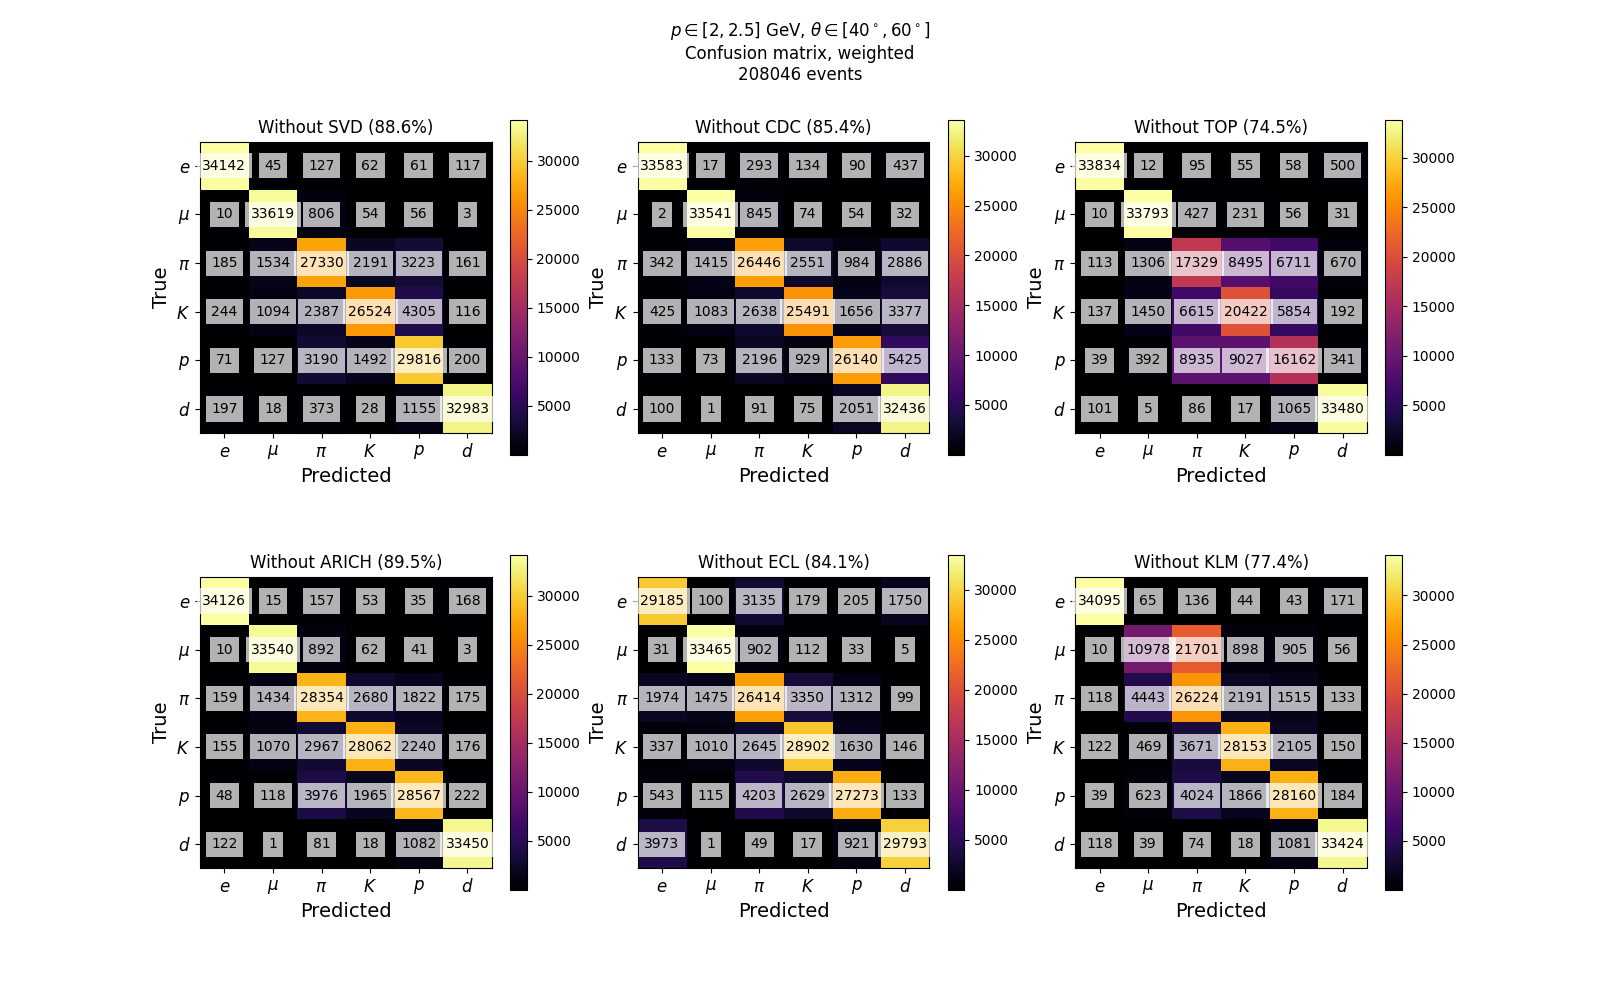 p ∈ [2, 2.5] GeV, θ ∈ [40°, 60°]
Confusion matrix, weighted
208046 events
Without SVD (88.6%)
e 34142 45 127 62 61 117
μ 10 33619 806 54 56 3
π 185 1534 27330 2191 3223 161
K 244 1094 2387 26524 4305 116
p 71 127 3190 1492 29816 200
d 197 18 373 28 1155 32983
e μ π K p d
Predicted
True
30000
25000
20000
15000
10000
5000
Without CDC (85.4%)
e 33583 17 293 134 90 437
μ 2 33541 845 74 54 32
π 342 1415 26446 2551 984 2886
K 425 1083 2638 25491 1656 3377
p 133 73 2196 929 26140 5425
d 100 1 91 75 2051 32436
e μ π K p d
Predicted
True
30000
25000
20000
15000
10000
5000
Without TOP (74.5%)
e 33834 12 95 55 58 500
μ 10 33793 427 231 56 31
π 113 1306 17329 8495 6711 670
K 137 1450 6615 20422 5854 192
p 39 392 8935 9027 16162 341
d 101 5 86 17 1065 33480
e μ π K p d
Predicted
True
30000
25000
20000
15000
10000
5000
Without ARICH (89.5%)
e 34126 15 157 53 35 168
μ 10 33540 892 62 41 3
π 159 1434 28354 2680 1822 175
K 155 1070 2967 28062 2240 176
p 48 118 3976 1965 28567 222
d 122 1 81 18 1082 33450
e μ π K p d
Predicted
True
30000
25000
20000
15000
10000
5000
Without ECL (84.1%)
e 29185 100 3135 179 205 1750
μ 31 33465 902 112 33 5
π 1974 1475 26414 3350 1312 99
K 337 1010 2645 28902 1630 146
p 543 115 4203 2629 27273 133
d 3973 1 49 17 921 29793
e μ π K p d
Predicted
True
30000
25000
20000
15000
10000
5000
Without KLM (77.4%)
e 34095 65 136 44 43 171
μ 10 10978 21701 898 905 56
π 118 4443 26224 2191 1515 133
K 122 469 3671 28153 2105 150
p 39 623 4024 1866 28160 184
d 118 39 74 18 1081 33424
e μ π K p d
Predicted
True
30000
25000
20000
15000
10000
5000